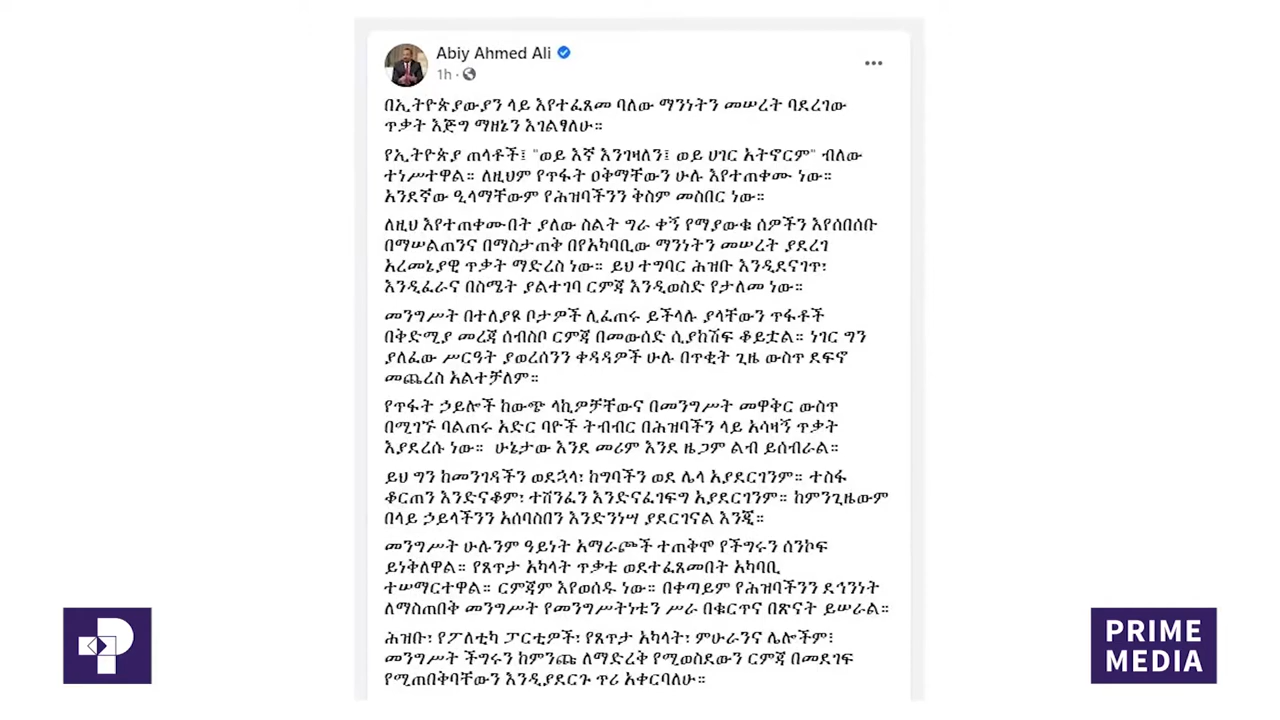 Abiy Ahmed Ali
1h ·
በኢትዮጵያውያን ላይ እየተፈጸመ ባለው ማንነትን መሠረት ባደረገው
ጥቃት እጅግ ማዘኔን እገልፃለሁ።
የኢትዮጵያ ጠላቶች፤ "ወይ እኛ እንገዛለን፤ ወይ ሀገር አትኖርም" ብለው
ተነሥተዋል። ለዚህም የጥፋት ዐቅማቸውን ሁሉ እየተጠቀሙ ነው።
አንደኛው ዒላማቸውም የሕዝባችንን ቅስም መስበር ነው።
ለዚህ እየተጠቀሙበት ያለው ስልት ግራ ቀኝ የማያውቁ ሰዎችን እየሰበሰቡ
በማሠልጠንና በማስታጠቅ በየአካባቢው ማንነትን መሠረት ያደረገ
አረመኔያዊ ጥቃት ማድረስ ነው። ይህ ተግባር ሕዝቡ እንዲደናገጥ፣
እንዲፈራና በስሜት ያልተገባ ርምጃ እንዲወስድ የታለመ ነው።
መንግሥት በተለያዩ ቦታዎች ሊፈጠሩ ይችላሉ ያላቸውን ጥፋቶች
በቅድሚያ መረጃ ሰብስቦ ርምጃ በመውሰድ ሲያከሽፍ ቆይቷል። ነገር ግን
ያለፈው ሥርዓት ያወረሰንን ቀዳዳዎች ሁሉ በጥቂት ጊዜ ውስጥ ደፍኖ
መጨረስ አልተቻለም።
የጥፋት ኃይሎች ከውጭ ላኪዎቻቸውና በመንግሥት መዋቅር ውስጥ
በሚገኙ ባልጠሩ አድር ባዮች ትብብር በሕዝባችን ላይ አሳዛኝ ጥቃት
እያደረሱ ነው። ሁኔታው እንደ መሪም እንደ ዜጋም ልብ ይሰብራል።
ይህ ግን ከመንገዳችን ወደኋላ፣ ከግባችን ወደ ሌላ አያደርገንም። ተስፋ
ቆርጠን እንድናቆም፣ ተሸንፈን እንድናፈገፍግ አያደርገንም። ከምንጊዜውም
በላይ ኃይላችንን አሰባስበን እንድንነሣ ያደርገናል እንጂ።
መንግሥት ሁሉንም ዓይነት አማራጮች ተጠቅሞ የችግሩን ሰንኮፍ
ይነቅለዋል። የጸጥታ አካላት ጥቃቱ ወደተፈጸመበት አካባቢ
ተሠማርተዋል። ርምጃም እየወሰዱ ነው። በቀጣይም የሕዝባችንን ደኅንነት
ለማስጠበቅ መንግሥት የመንግሥትነቱን ሥራ በቁርጥና በጽናት ይሠራል።
ሕዝቡ፣ የፖለቲካ ፓርቲዎች፣ የጸጥታ አካላት፣ ምሁራንና ሌሎችም፤
መንግሥት ችግሩን ከምንጩ ለማድረቅ የሚወስደውን ርምጃ በመደገፍ
የሚጠበቅባቸውን እንዲያደርጉ ጥሪ አቀርባለሁ።
PRIME
MEDIA